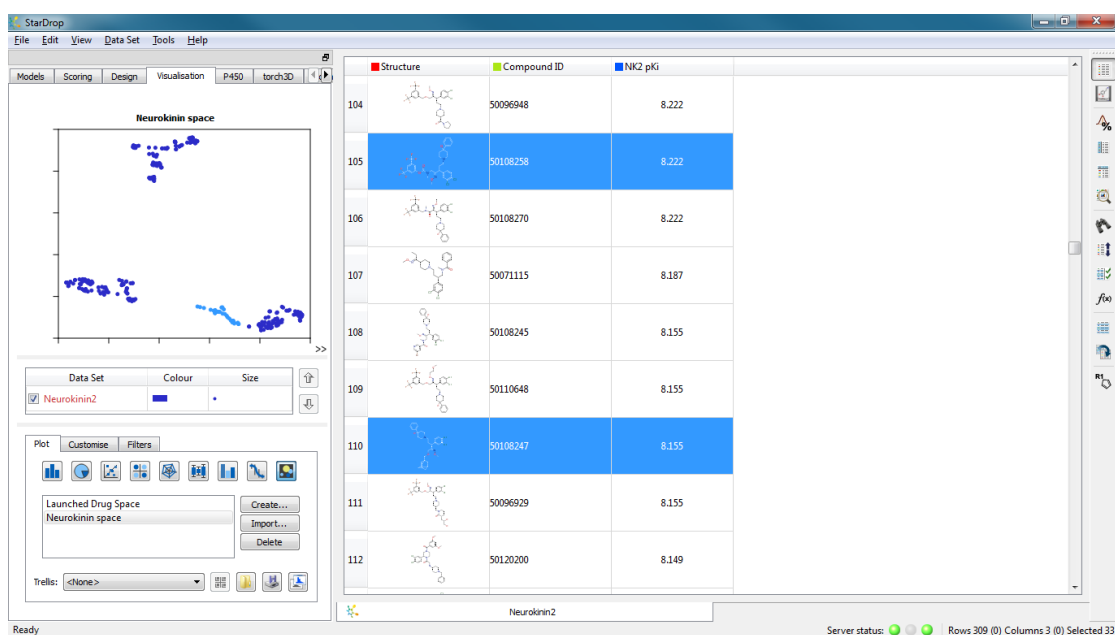 StarDrop
File Edit View Data Set Tools Help
Models Scoring Design Visualisation P450 torch3D
Neurokinin space
>>
Data Set Colour Size
Neurokinin2
Plot Customise Filters
Launched Drug Space
Neurokinin space
Create...
Import...
Delete
Trellis: <None>
Structure Compound ID NK2 pKi
104 50096948 8.222
105 50108258 8.222
106 50108270 8.222
107 50071115 8.187
108 50108245 8.155
109 50110648 8.155
110 50108247 8.155
111 50096929 8.155
112 50120200 8.149
Neurokinin2
%
f(x)
R1
Ready
Server status: Rows 309 (0) Columns 3 (0) Selected 33